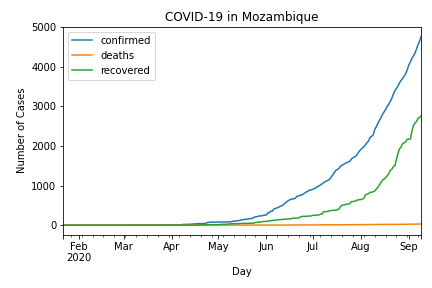 COVID-19 in Mozambique
confirmed
deaths
recovered
Number of Cases
5000
4000
3000
2000
1000
0
Feb Mar Apr May Jun Jul Aug Sep
2020
Day